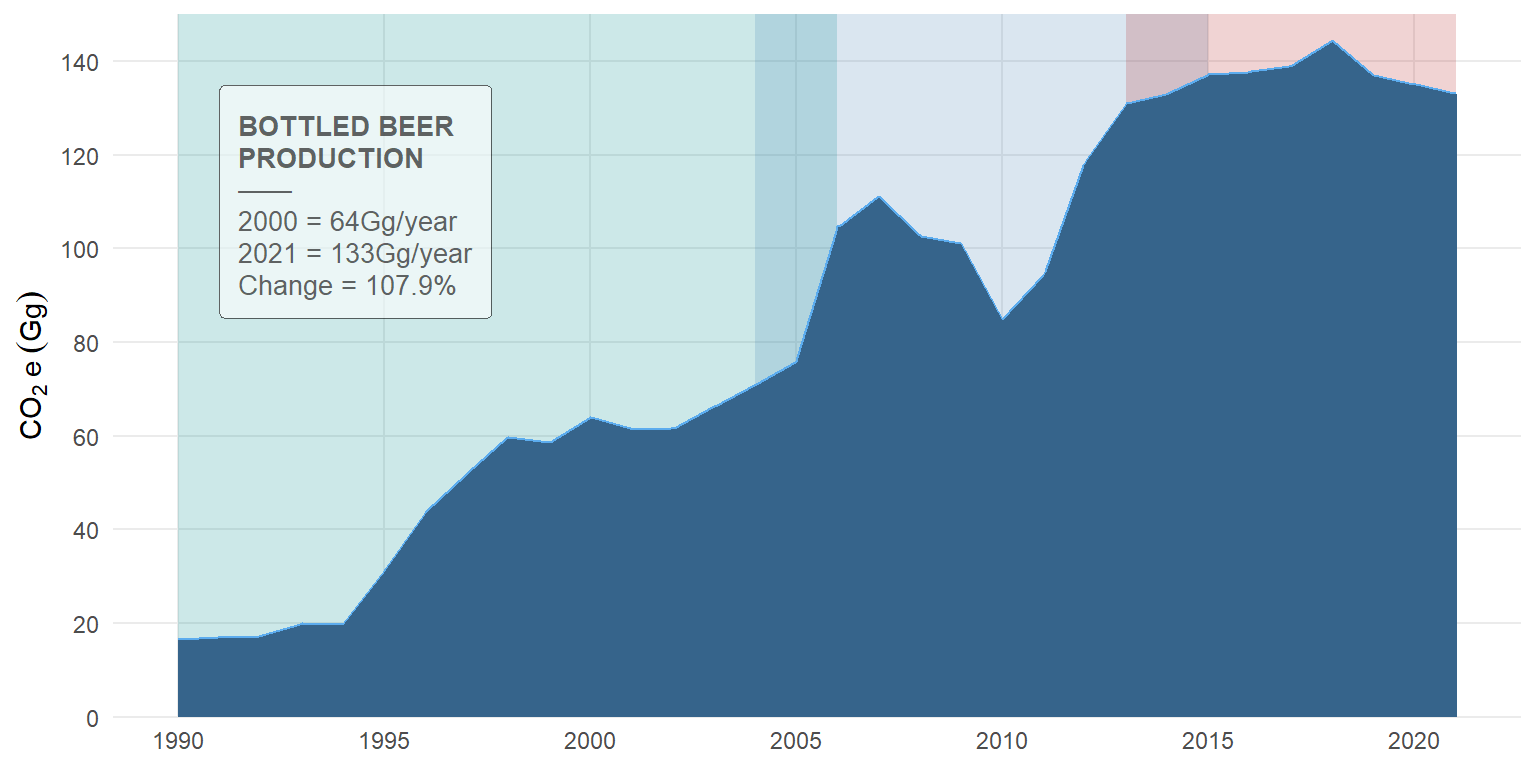 BOTTLED BEER
PRODUCTION
2000 = 64Gg/year
2021 = 133Gg/year
Change = 107.9%
CO₂ e (Gg)
140
120
100
80
60
40
20
0
1990 1995 2000 2005 2010 2015 2020